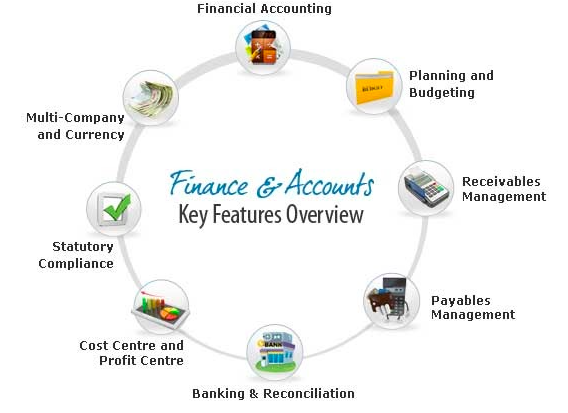 Financial Accounting
Planning and
Budgeting
BUDGET
Multi-Company
and Currency
Finance & Accounts
Key Features Overview
Receivables
Management
Statutory
Compliance
Payables
Management
Cost Centre and
Profit Centre
BANK
Banking & Reconciliation